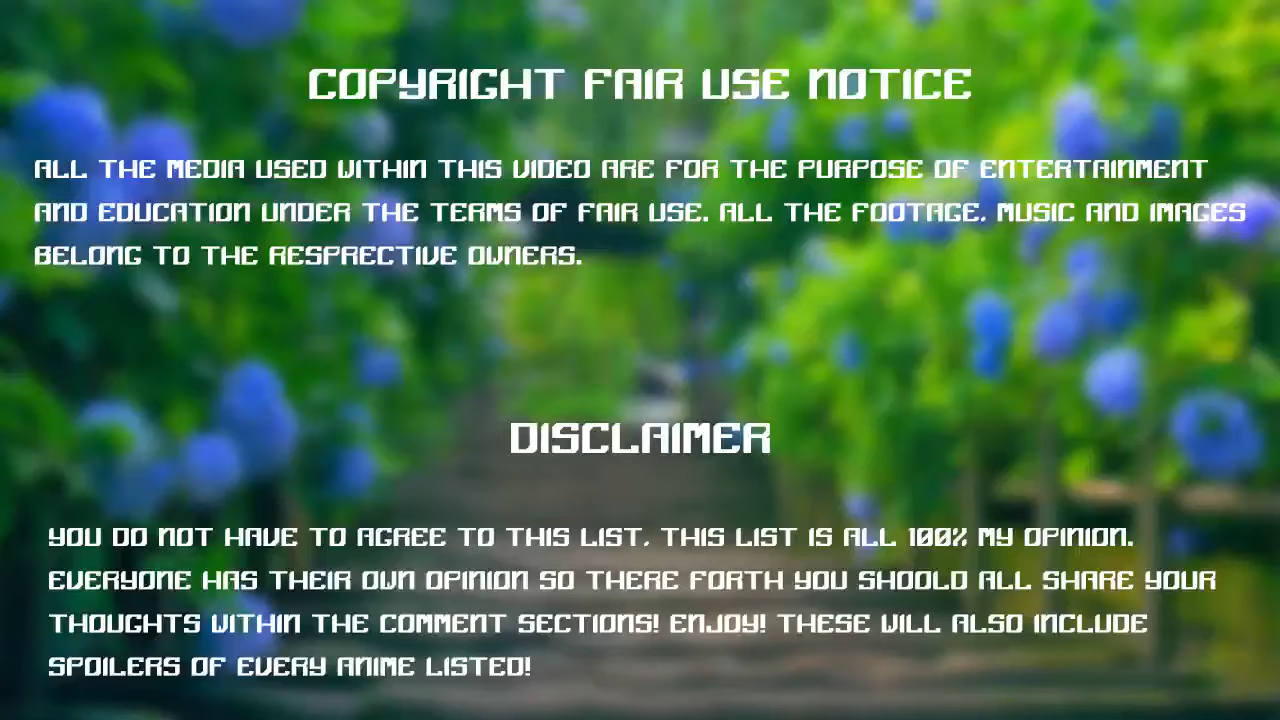 COPYRIGHT FAIR USE NOTICE
ALL THE MEDIA USED WITHIN THIS VIDEO ARE FOR THE PURPOSE OF ENTERTAINMENT
AND EDUCATION UNDER THE TERMS OF FAIR USE. ALL THE FOOTAGE, MUSIC AND IMAGES
BELONG TO THE RESPRECTIVE OWNERS.
DISCLAIMER
YOU DO NOT HAVE TO AGREE TO THIS LIST, THIS LIST IS ALL 100% MY OPINION.
EVERYONE HAS THEIR OWN OPINION SO THERE FORTH YOU SHOOLD ALL SHARE YOUR
THOUGHTS WITHIN THE COMMENT SECTIONS! ENJOY! THESE WILL ALSO INCLUDE
SPOILERS OF EVERY ANIME LISTED!